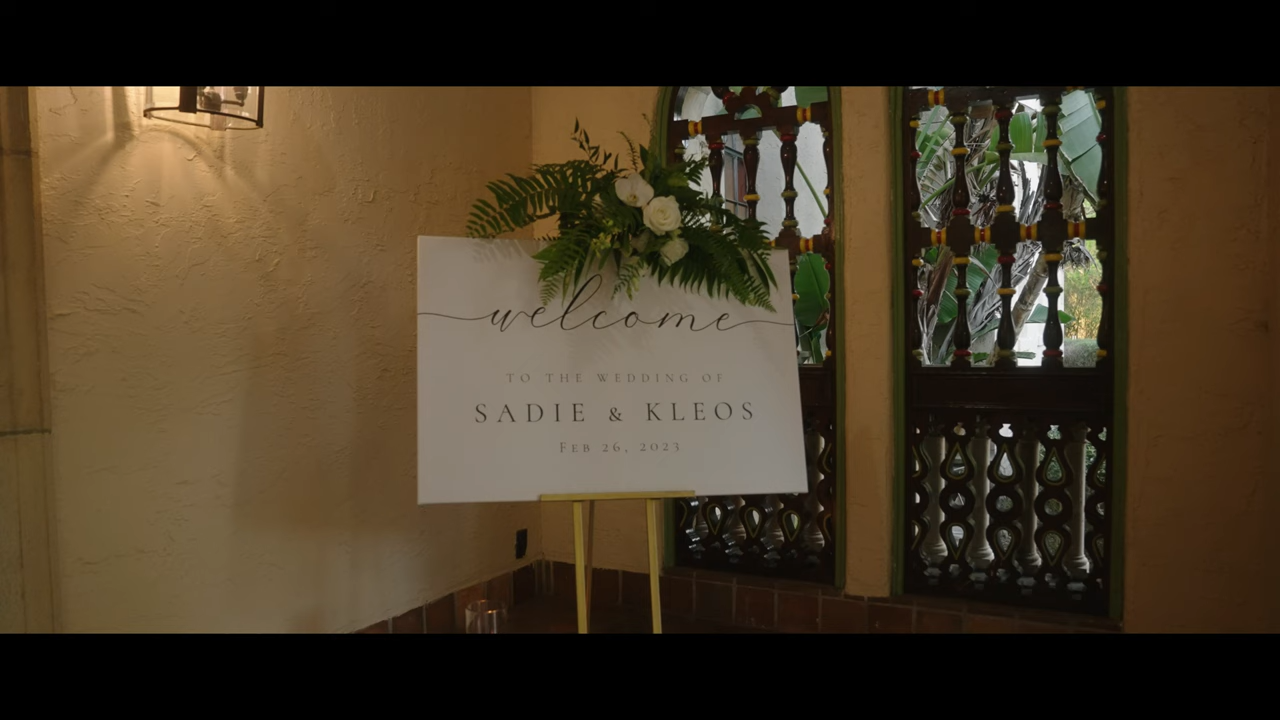 welcome
TO THE WEDDING OF
SADIE & KLEOS
FEB 26, 2023